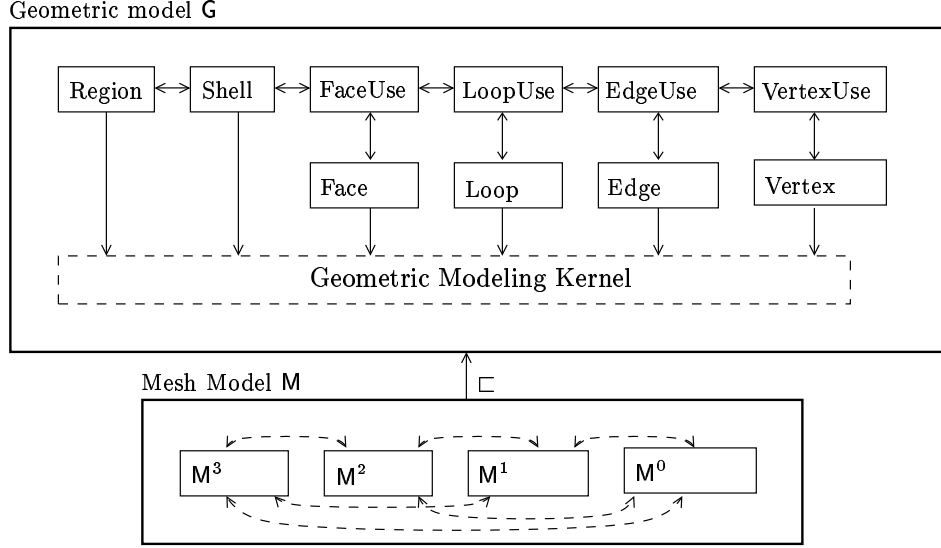 Geometric model G
Region Shell FaceUse LoopUse EdgeUse VertexUse
Face Loop Edge Vertex
Geometric Modeling Kernel
Mesh Model M ⊏
M³ M² M¹ M⁰